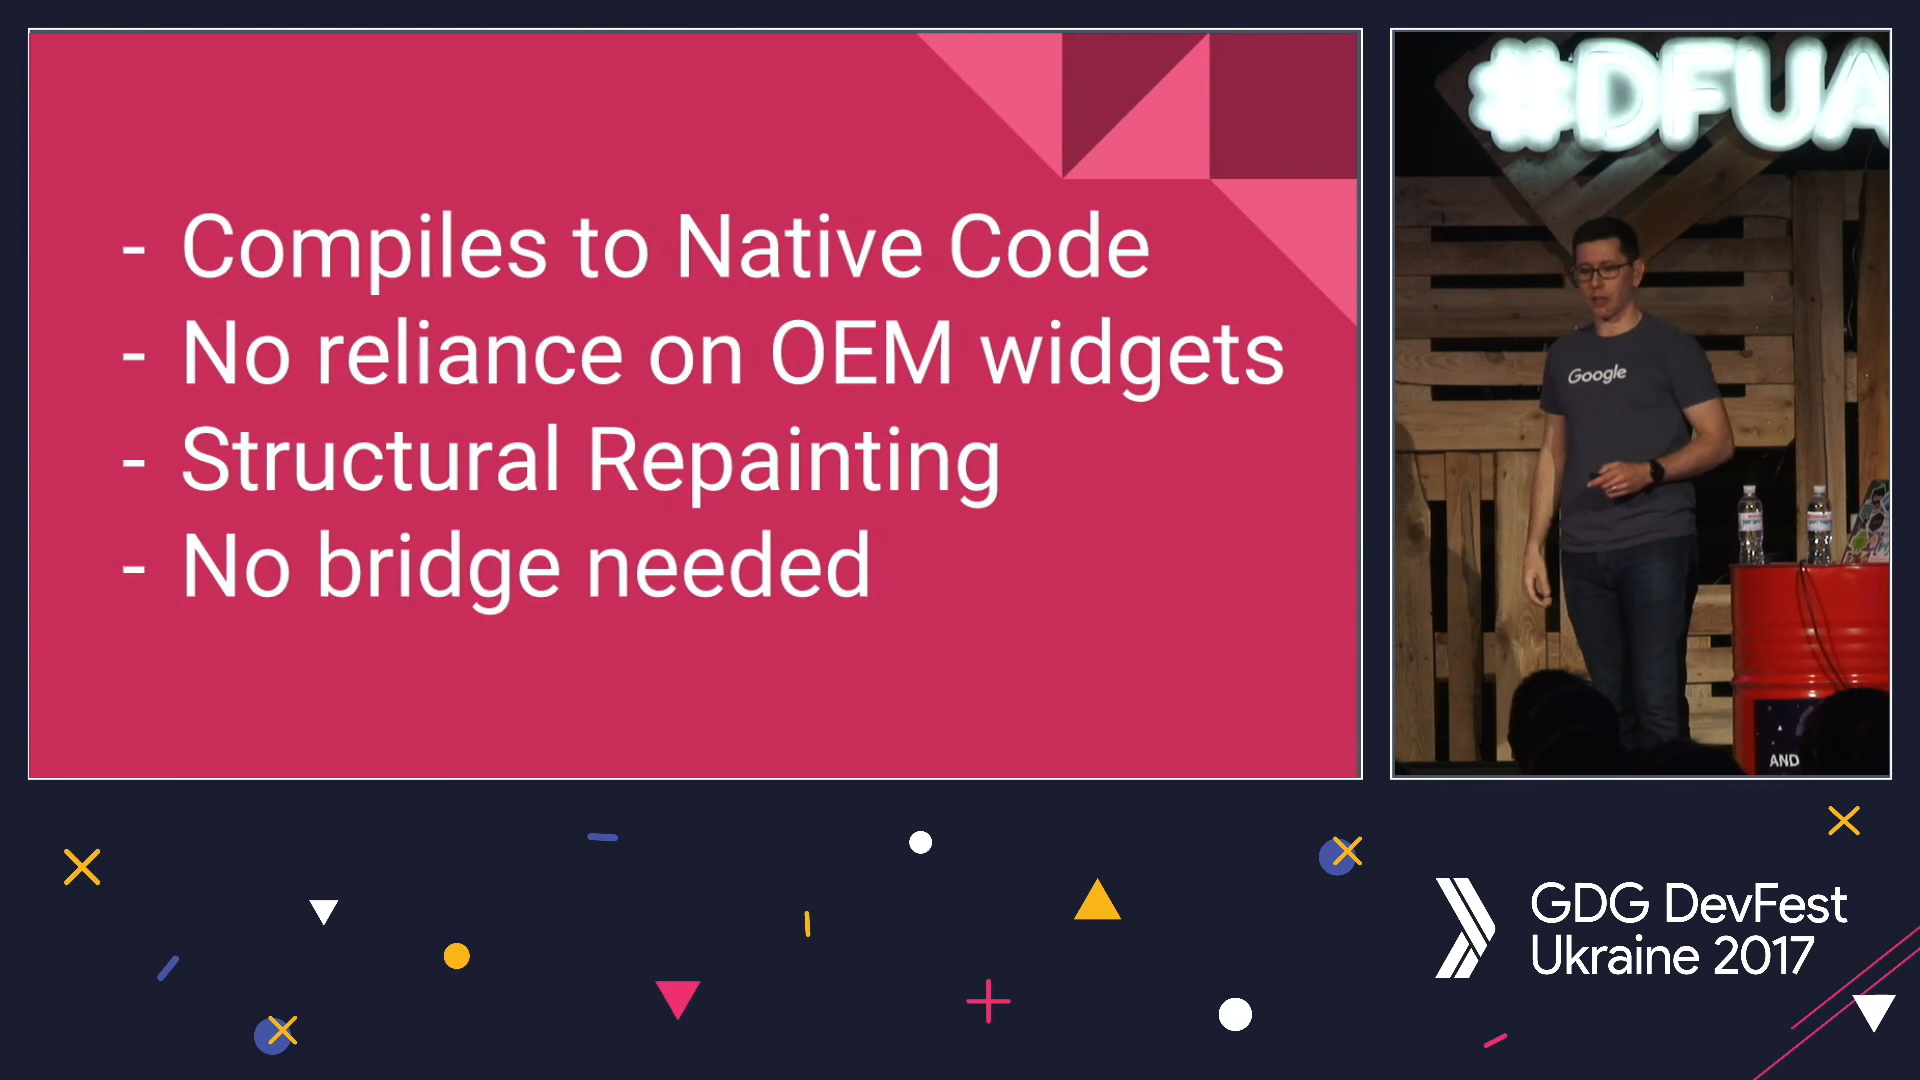 - Compiles to Native Code
- No reliance on OEM widgets
- Structural Repainting
- No bridge needed
#DFUA
Google
AND
GDG DevFest
Ukraine 2017